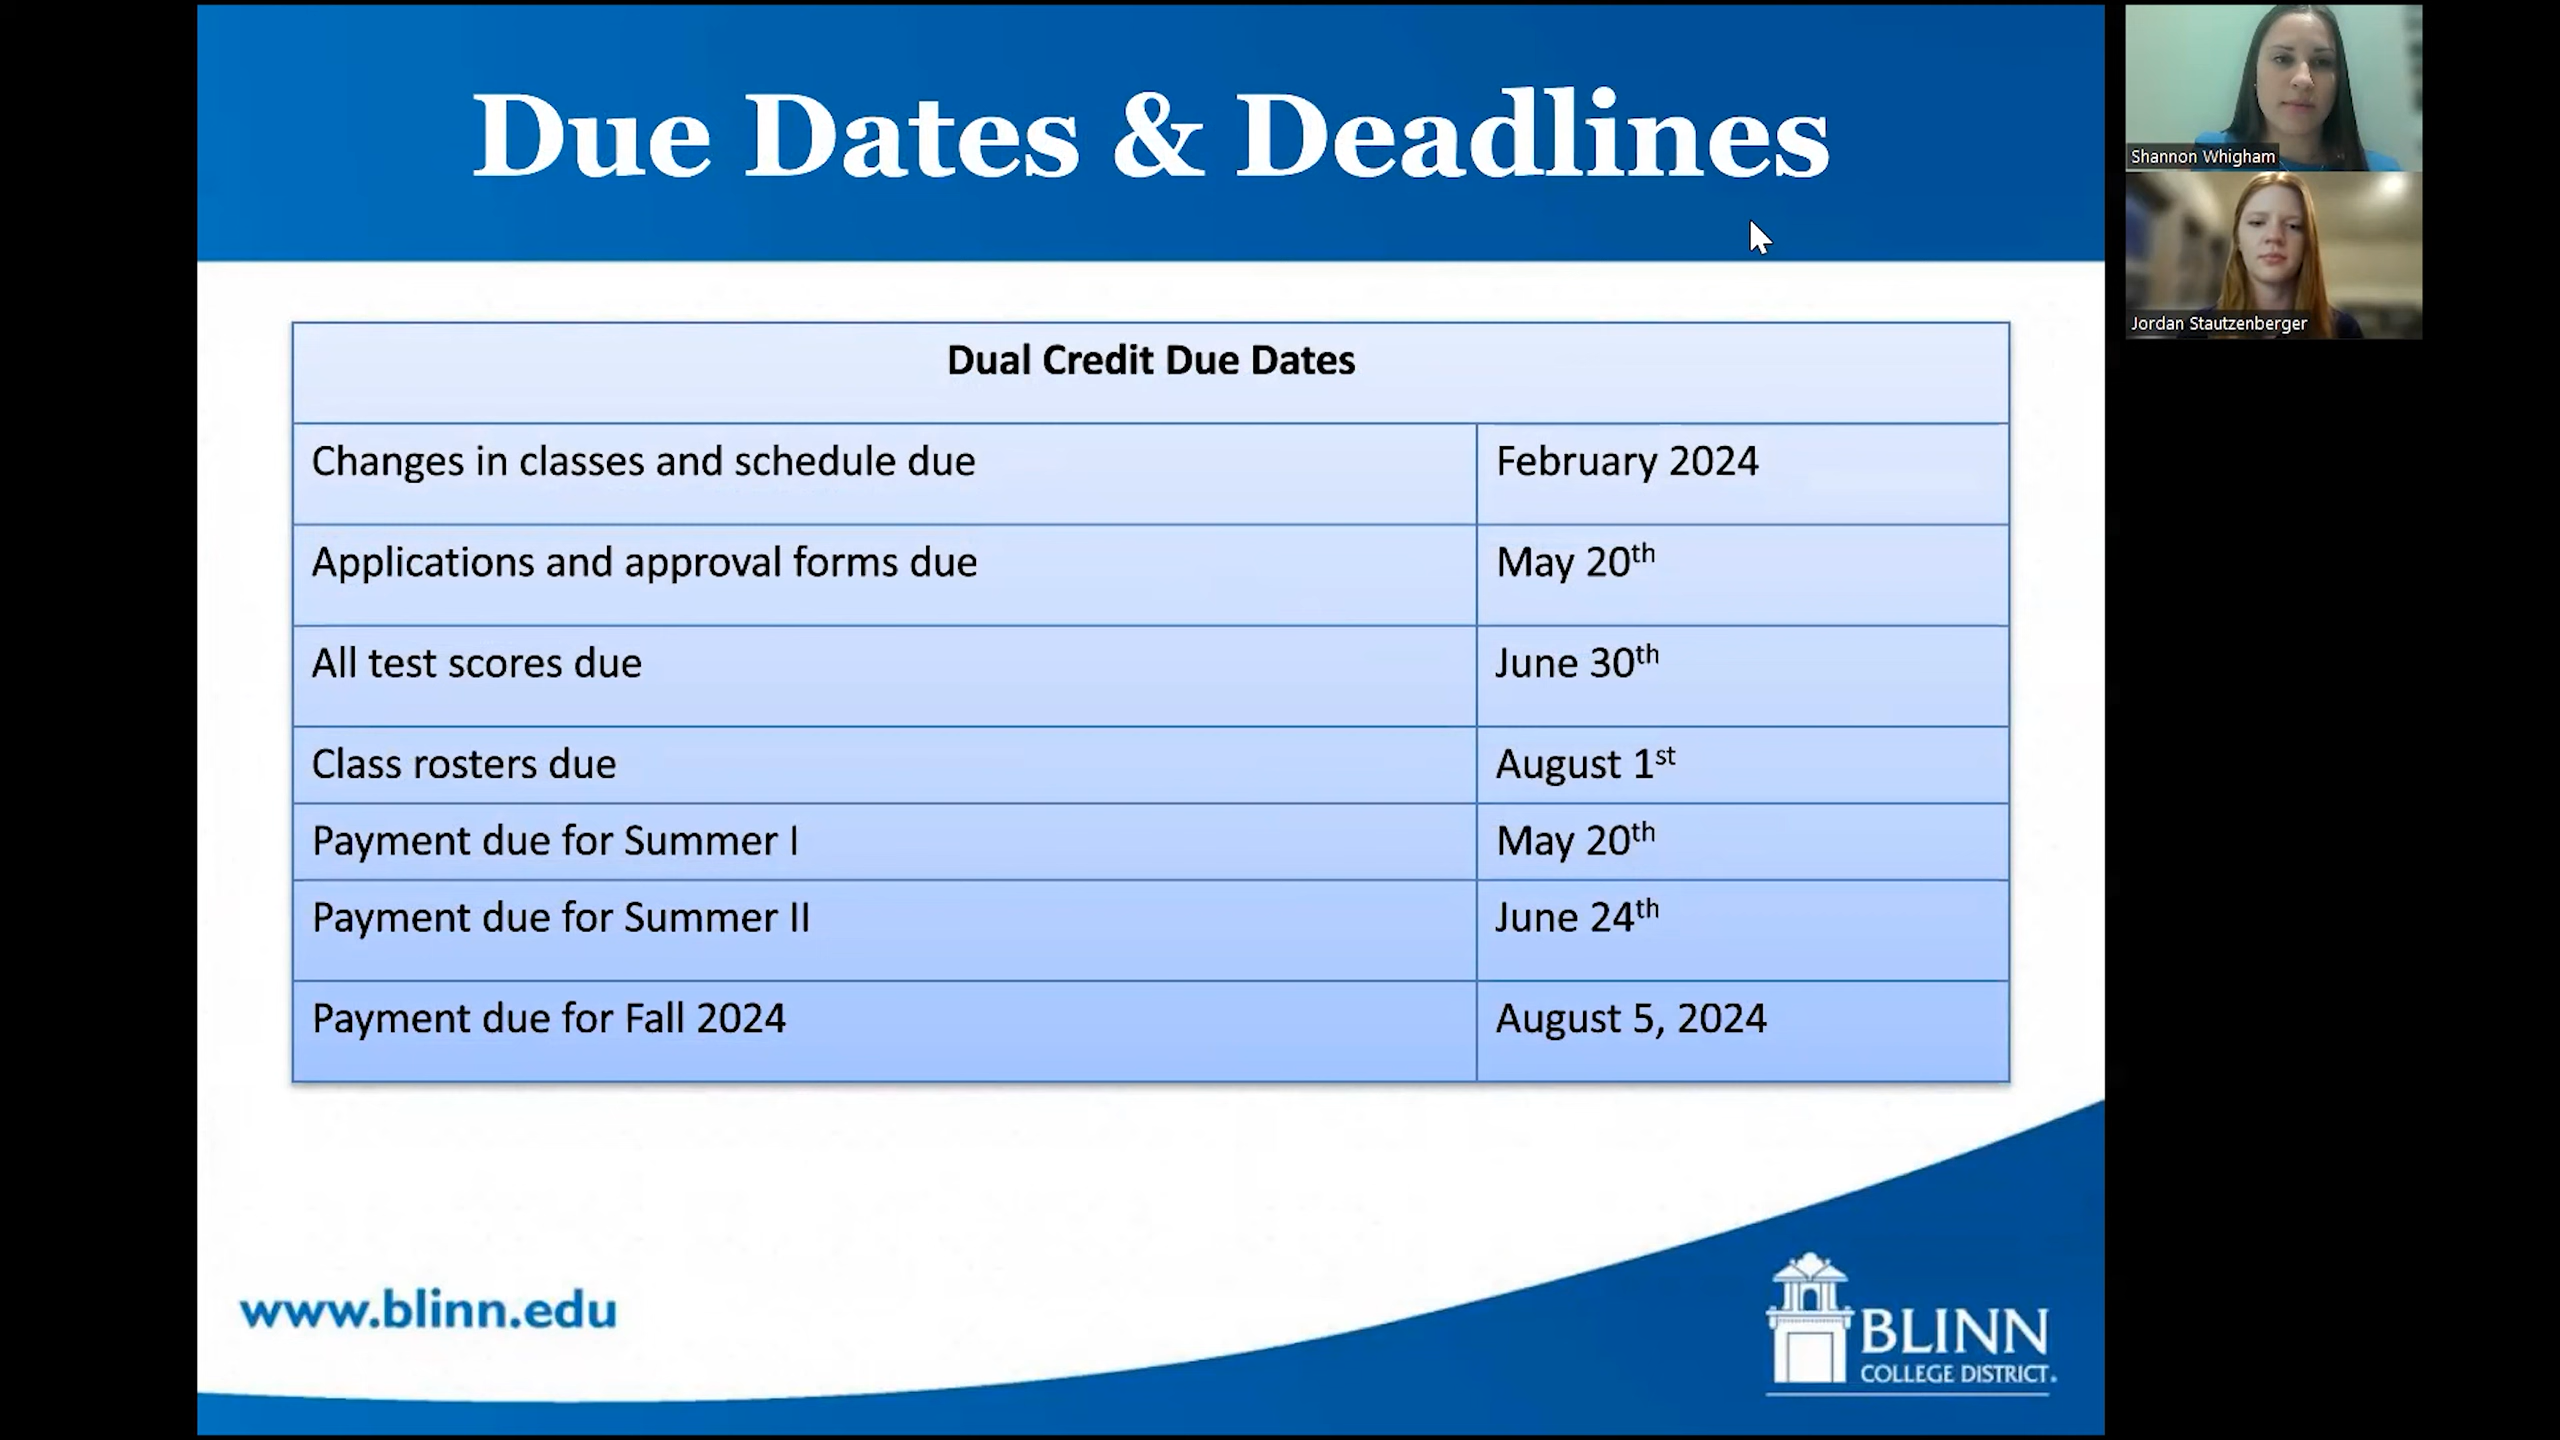 Due Dates & Deadlines
Dual Credit Due Dates
Changes in classes and schedule due February 2024
Applications and approval forms due May 20th
All test scores due June 30th
Class rosters due August 1st
Payment due for Summer I May 20th
Payment due for Summer II June 24th
Payment due for Fall 2024 August 5, 2024
www.blinn.edu
BLINN
COLLEGE DISTRICT.
Shannon Whigham
Jordan Stautzenberger